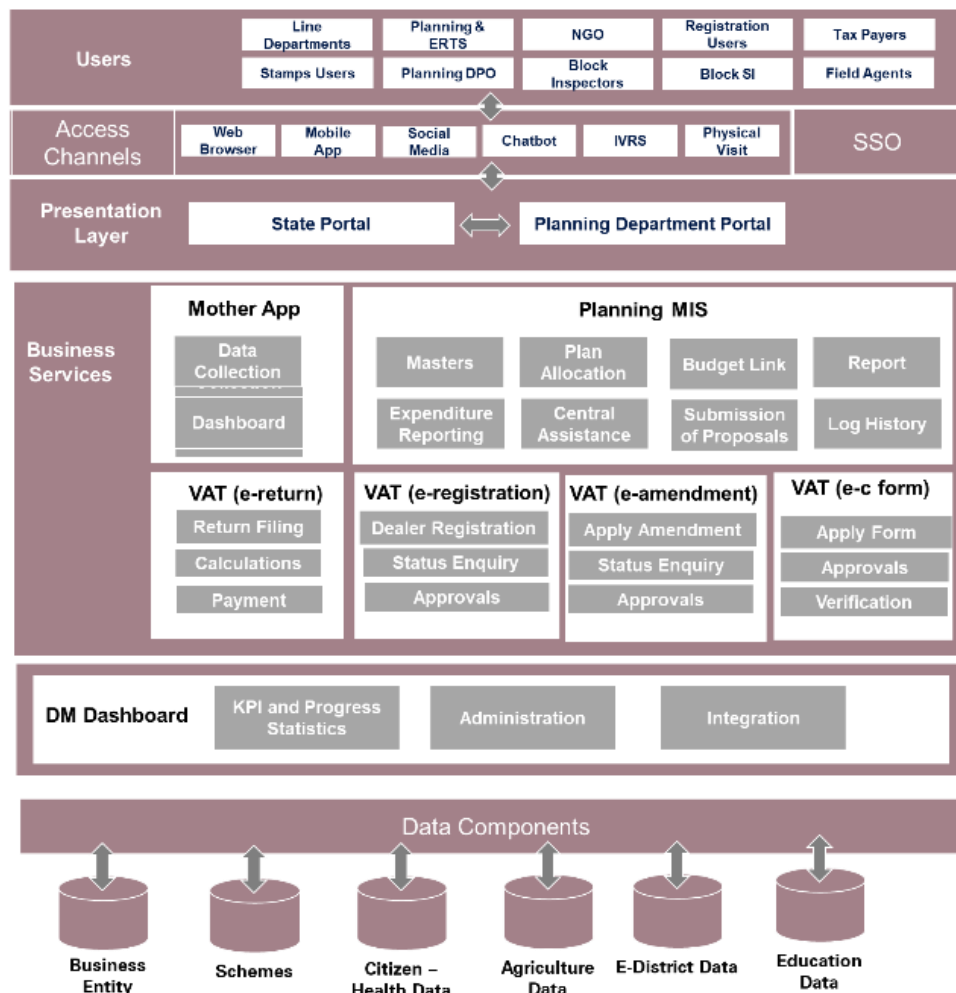 Users
Line
Departments
Planning &
ERTS
NGO
Registration
Users
Tax Payers
Stamps Users
Planning DPO
Block
Inspectors
Block SI
Field Agents
Access
Channels
Web
Browser
Mobile
App
Social
Media
Chatbot
IVRS
Physical
Visit
SSO
Presentation
Layer
State Portal
Planning Department Portal
Business
Services
Mother App
Data
Collection
Dashboard
Planning MIS
Masters
Plan
Allocation
Budget Link
Report
Expenditure
Reporting
Central
Assistance
Submission
of Proposals
Log History
VAT (e-return)
Return Filing
Calculations
Payment
VAT (e-registration)
Dealer Registration
Status Enquiry
Approvals
VAT (e-amendment)
Apply Amendment
Status Enquiry
Approvals
VAT (e-c form)
Apply Form
Approvals
Verification
DM Dashboard
KPI and Progress
Statistics
Administration
Integration
Data Components
Business
Entity
Schemes
Citizen –
Health Data
Agriculture
Data
E-District Data
Education
Data